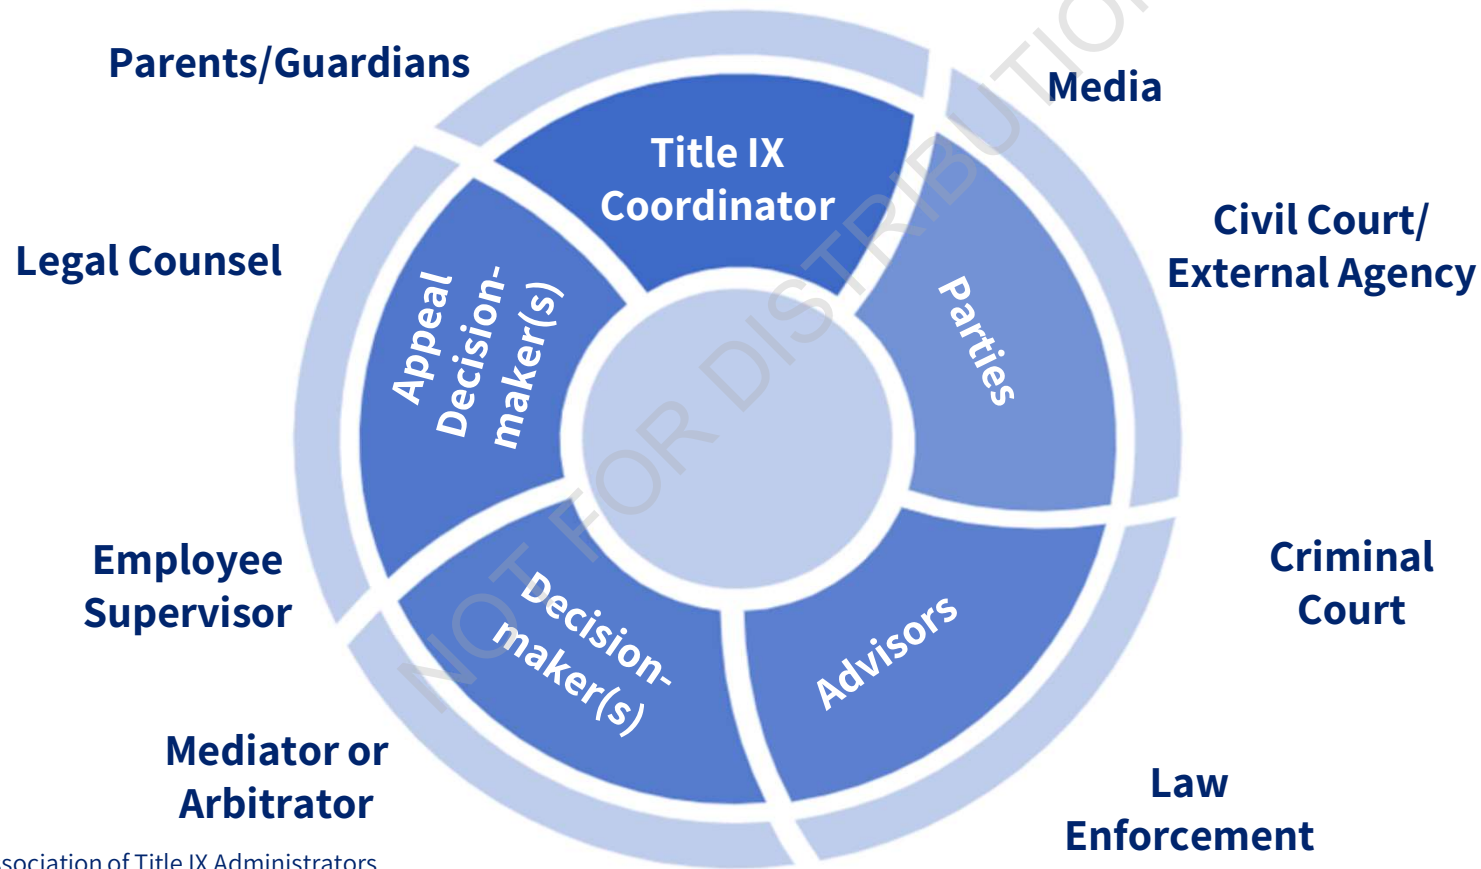 Parents/Guardians
Media
Title IX
Coordinator
Civil Court/
External Agency
Legal Counsel
Appeal
Decision-
maker(s)
Parties
Employee
Supervisor
Criminal
Court
Decision-
maker(s)
Advisors
Mediator or
Arbitrator
Law
Enforcement
of Title IX Administrators
NOT FOR DISTRIBUTION